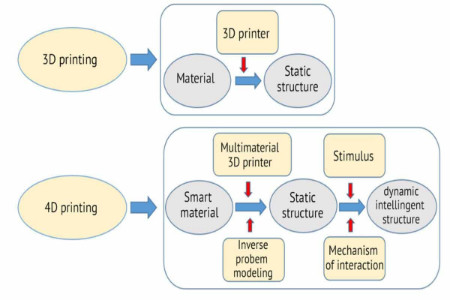 3D printer
3D printing
Material
Static
structure
Multimaterial
3D printer
Stimulus
4D printing
Smart
material
Static
structure
dynamic
intellingent
structure
Inverse
probem
modeling
Mechanism
of interaction